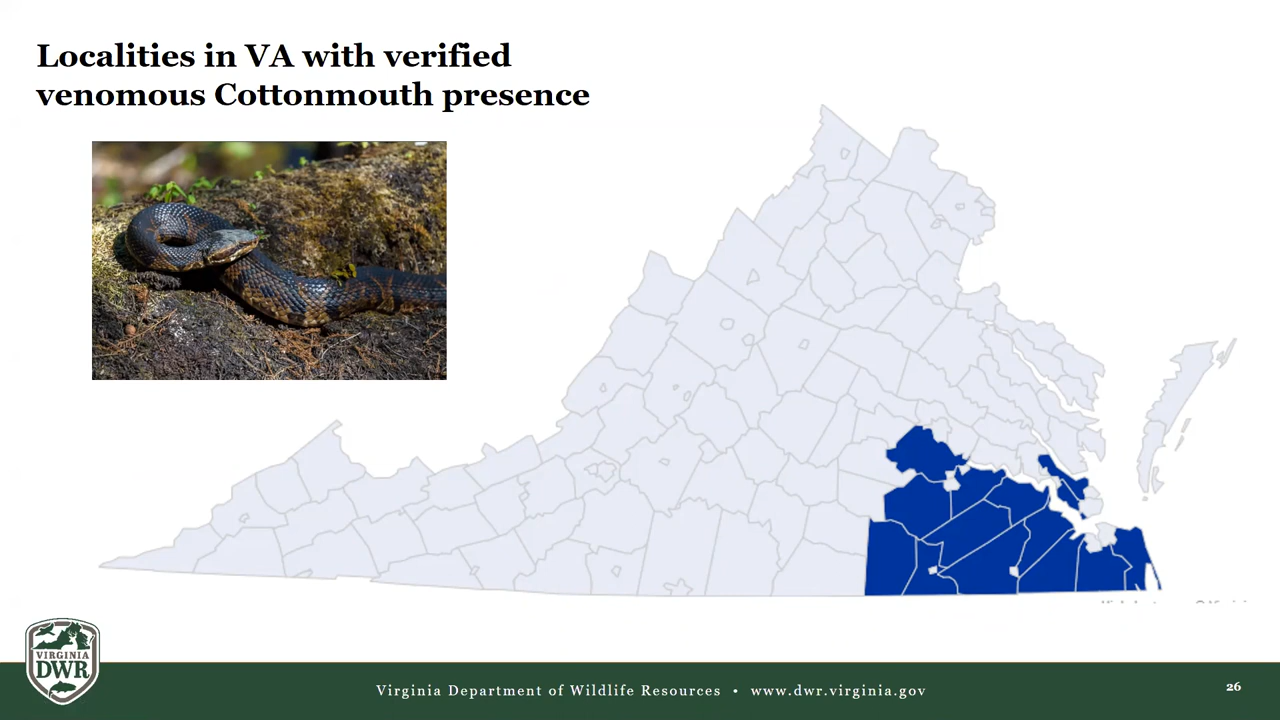 Localities in VA with verified
venomous Cottonmouth presence
VIRGINIA
DWR
Virginia Department of Wildlife Resources • www.dwr.virginia.gov
26